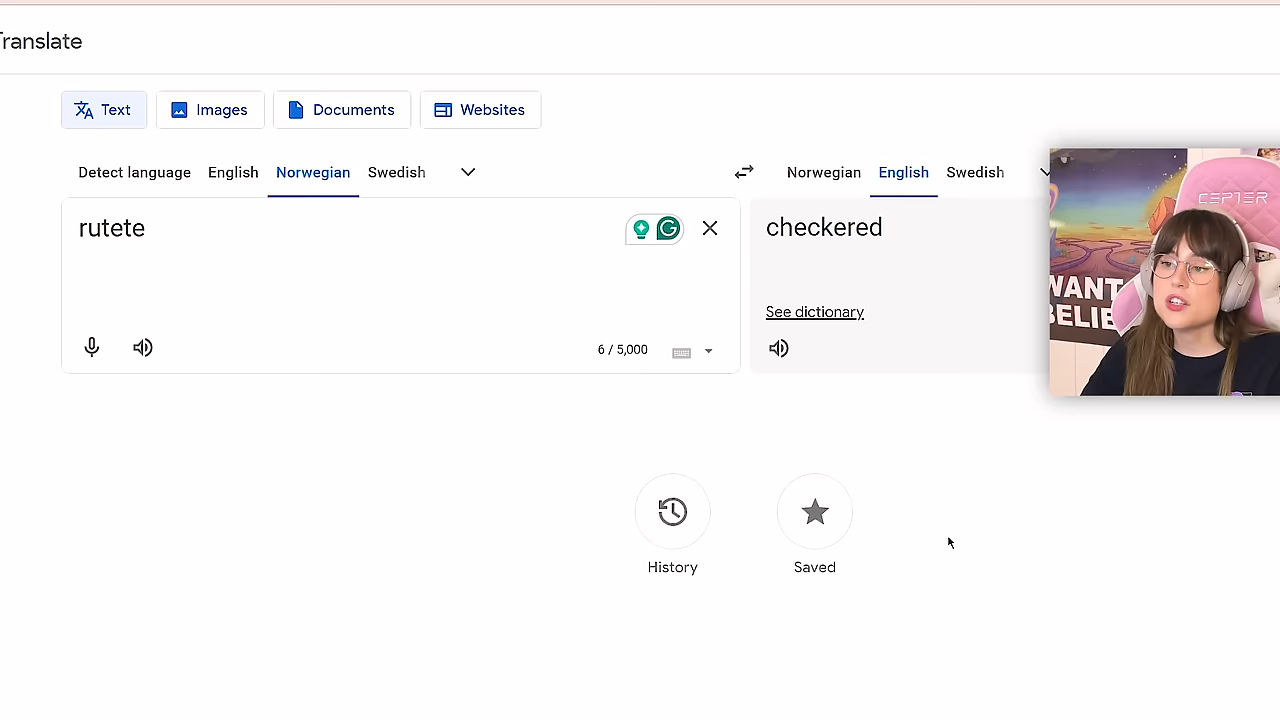 Translate
Text Images Documents Websites
Detect language English Norwegian Swedish
Norwegian English Swedish
rutete
checkered
See dictionary
6 / 5,000
CEPTER
WANT
BELIE
History Saved